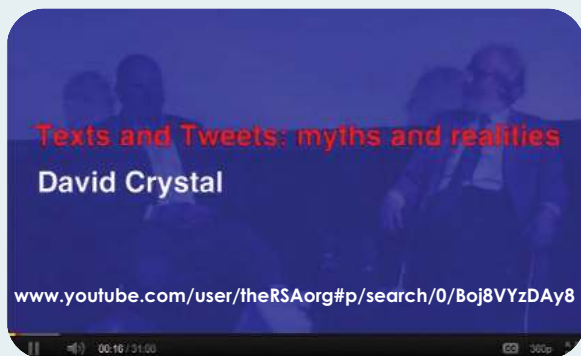 Texts and Tweets: myths and realities
David Crystal
www.youtube.com/user/theRSAorg#p/search/0/Boj8VYzDAy8
00:16 / 31:00
CC 360p